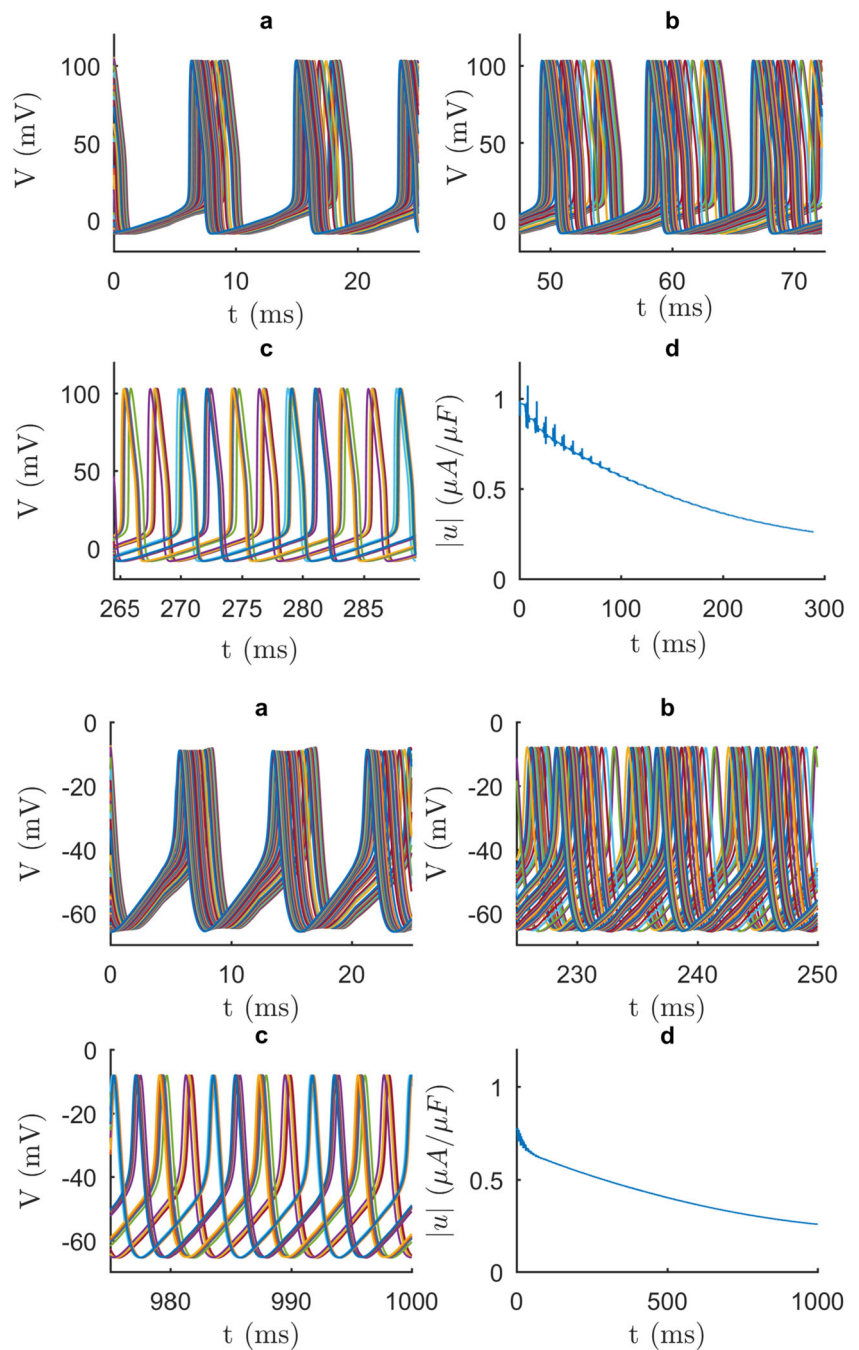 a
100
50
0
V (mV)
0 10 20
t (ms)
b
100
50
0
V (mV)
50 60 70
t (ms)
c
100
50
0
V (mV)
265 270 275 280 285
t (ms)
d
1
0.5
0
|u| (μA/μF)
0 100 200 300
t (ms)
a
0
-20
-40
-60
V (mV)
0 10 20
t (ms)
b
0
-20
-40
-60
V (mV)
230 240 250
t (ms)
c
0
-20
-40
-60
V (mV)
980 990 1000
t (ms)
d
1
0.5
0
|u| (μA/μF)
0 500 1000
t (ms)